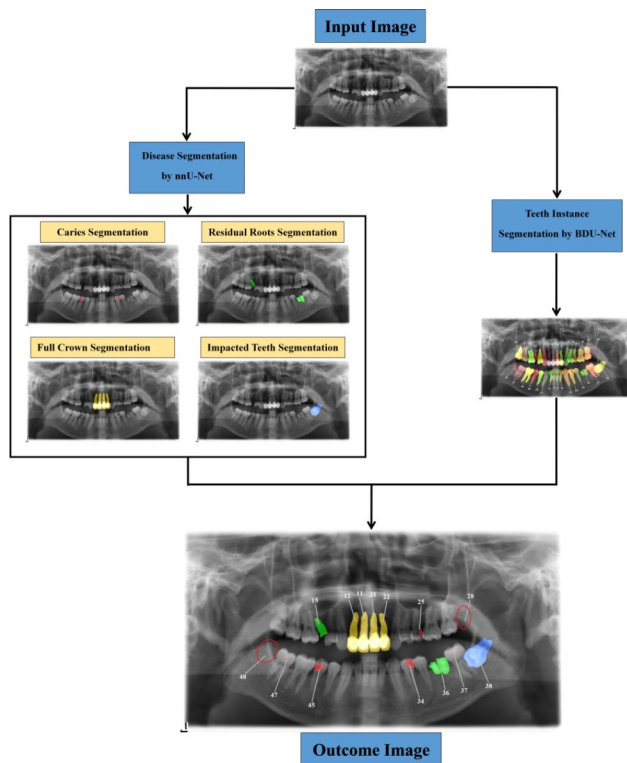 Input Image
Disease Segmentation
by nnU-Net
Teeth Instance
Segmentation by BDU-Net
Caries Segmentation
Residual Roots Segmentation
Full Crown Segmentation
Impacted Teeth Segmentation
12 11 21 22
15
25
28
48
47
45
34
36
37
38
Outcome Image